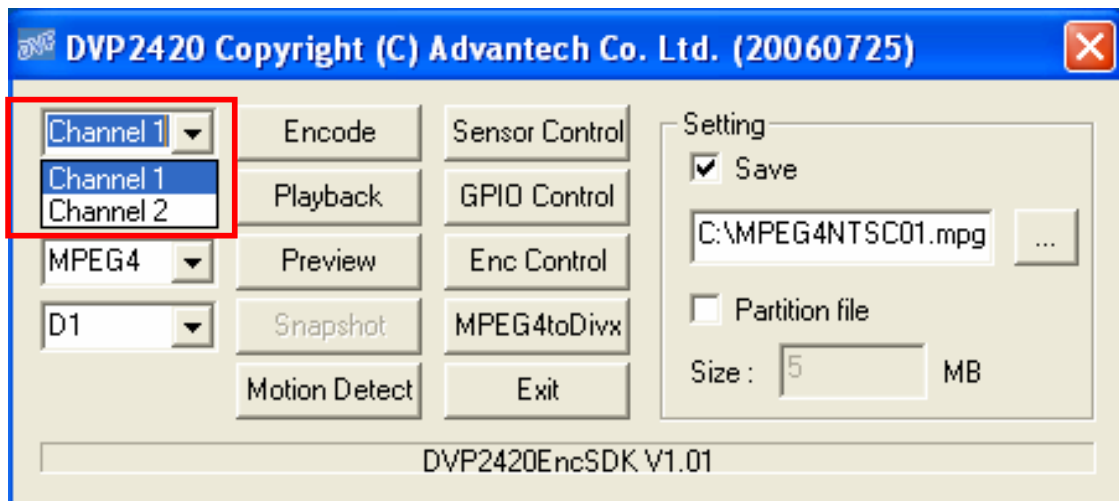 DVP2420 Copyright (C) Advantech Co. Ltd. (20060725)
Channel 1
Channel 1
Channel 2
MPEG4
D1
Encode
Playback
Preview
Snapshot
Motion Detect
Sensor Control
GPIO Control
Enc Control
MPEG4toDivx
Exit
Setting
Save
C:\MPEG4NTSC01.mpg
...
Partition file
Size : 5 MB
DVP2420EncSDK V1.01